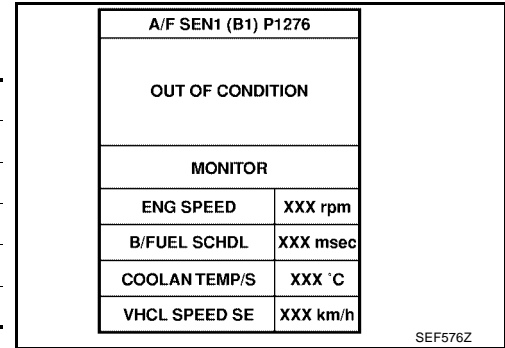 A/F SEN1 (B1) P1276
OUT OF CONDITION
MONITOR
ENG SPEED XXX rpm
B/FUEL SCHDL XXX msec
COOLAN TEMP/S XXX °C
VHCL SPEED SE XXX km/h
SEF576Z